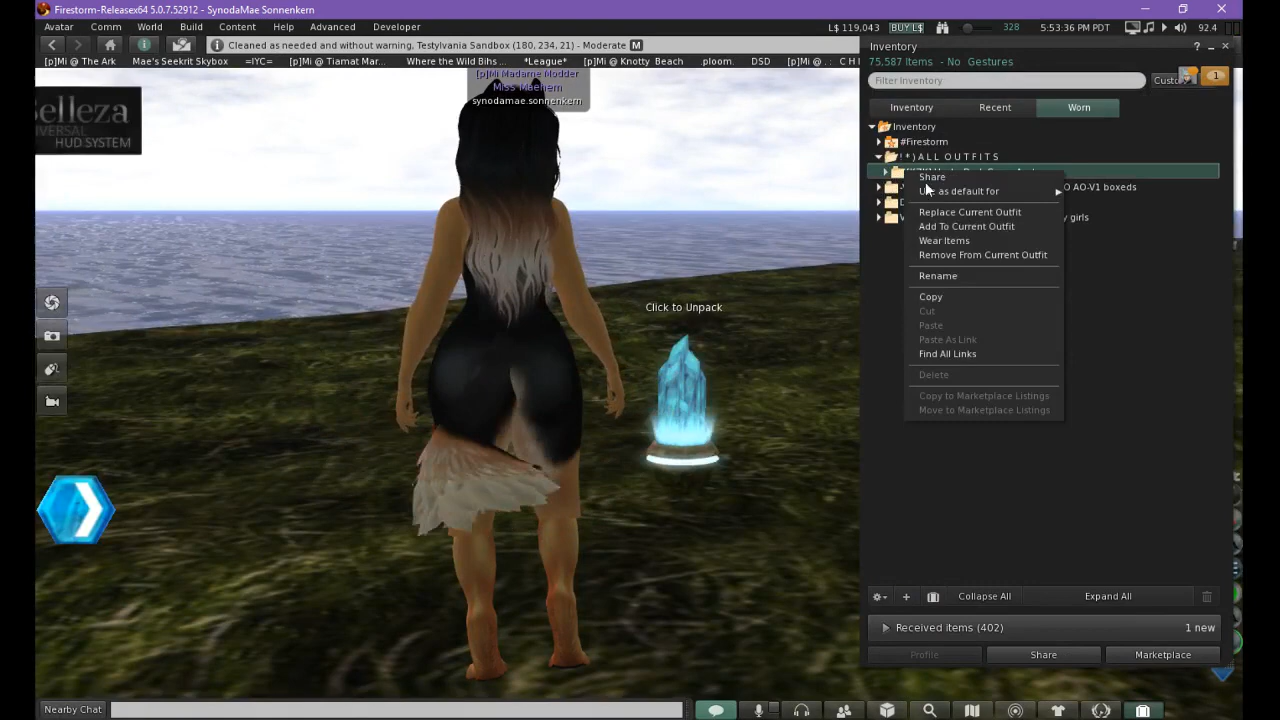 Firestorm-Releasex64 5.0.7.52912 - SynodaMae Sonnenkern
Avatar Comm World Build Content Help Advanced Developer
L$ 119,043 BUY L$ 328 5:53:36 PM PDT 92.4
Cleaned as needed and without warning, Testylvania Sandbox (180, 234, 21) - Moderate M
[p]Mi @ The Ark Mae's Seekrit Skybox =IYC= [p]Mi @ Tiamat Mar... Where the Wild Bihs ... *League* [p]Mi @ Knotty Beach .ploom. DSD [p]Mi @ . : C H
[p]Mi Madame Modder
Miss Maehem
synodamae.sonnenkern
Belleza
UNIVERSAL
HUD SYSTEM
Click to Unpack
Inventory
75,587 Items - No Gestures
Filter Inventory
Custo
1
Inventory Recent Worn
Inventory
#Firestorm
! * ) A L L O U T F I T S
O AO-V1 boxeds
y girls
Share
Use as default for
Replace Current Outfit
Add To Current Outfit
Wear Items
Remove From Current Outfit
Rename
Copy
Cut
Paste
Paste As Link
Find All Links
Delete
Copy to Marketplace Listings
Move to Marketplace Listings
Collapse All Expand All
Received items (402) 1 new
Profile Share Marketplace
Nearby Chat